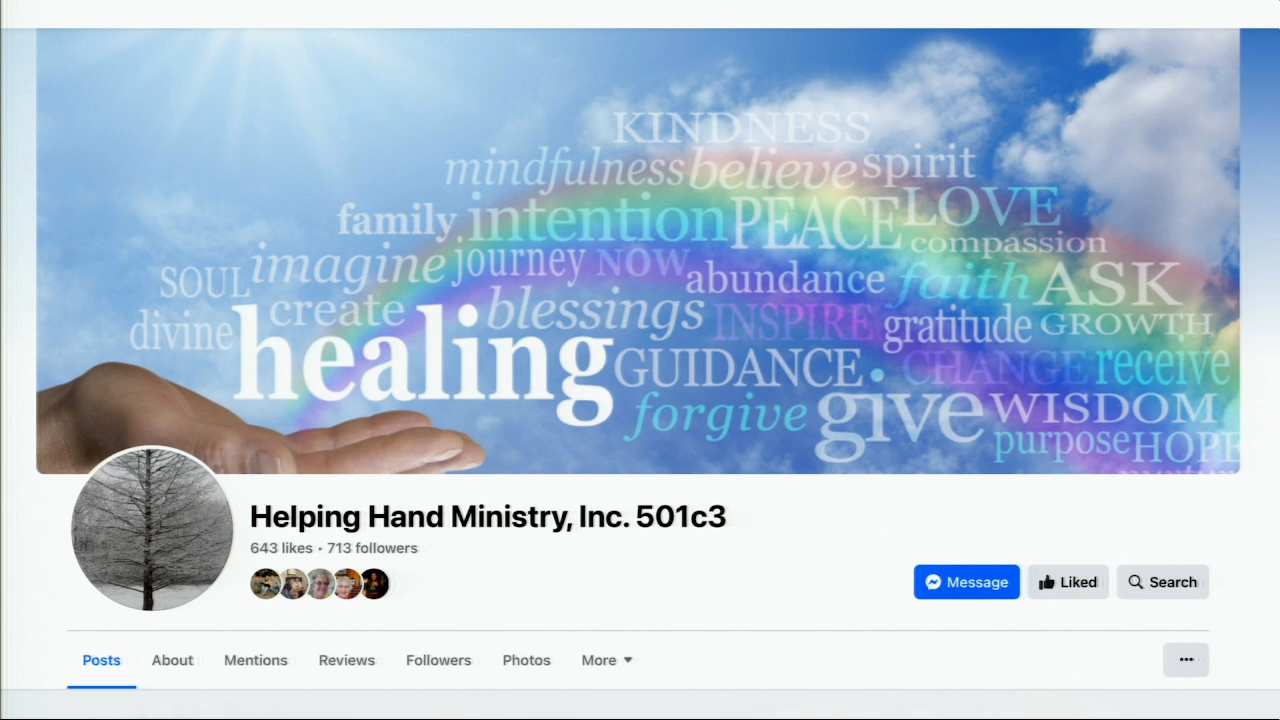 KINDNESS
mindfulness believe spirit
family intention PEACE LOVE
compassion
SOUL imagine journey NOW abundance faith ASK
divine create blessings INSPIRE gratitude GROWTH
healing GUIDANCE CHANGE receive
forgive give WISDOM
purpose HOPE
Helping Hand Ministry, Inc. 501c3
643 likes · 713 followers
Message Liked Search
Posts About Mentions Reviews Followers Photos More